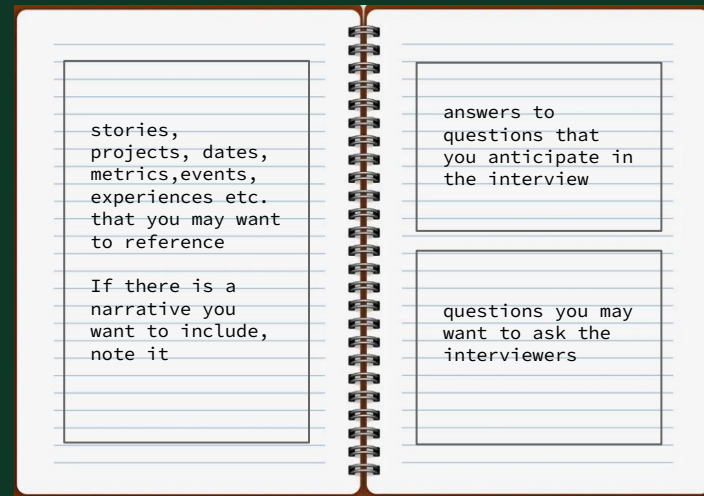 stories,
projects, dates,
metrics,events,
experiences etc.
that you may want
to reference
If there is a
narrative you
want to include,
note it
answers to
questions that
you anticipate in
the interview
questions you may
want to ask the
interviewers